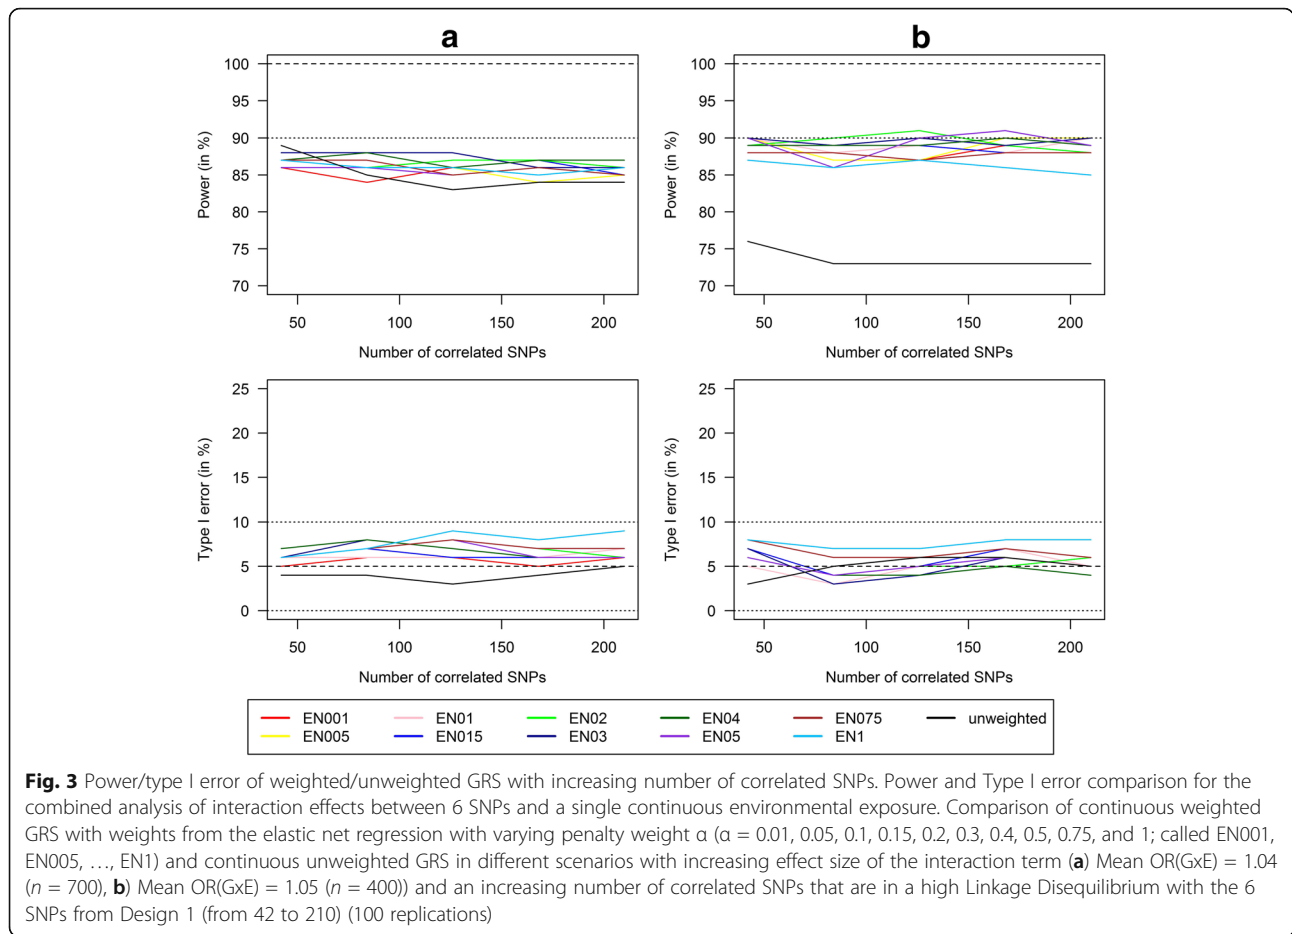 a
b
Power (in %)
100
95
90
85
80
75
70
50
100
150
200
Number of correlated SNPs
Power (in %)
100
95
90
85
80
75
70
50
100
150
200
Number of correlated SNPs
Type I error (in %)
25
20
15
10
5
0
50
100
150
200
Number of correlated SNPs
Type I error (in %)
25
20
15
10
5
0
50
100
150
200
Number of correlated SNPs
EN001 EN01 EN02 EN04 EN075 unweighted
EN005 EN015 EN03 EN05 EN1
Fig. 3 Power/type I error of weighted/unweighted GRS with increasing number of correlated SNPs. Power and Type I error comparison for the
combined analysis of interaction effects between 6 SNPs and a single continuous environmental exposure. Comparison of continuous weighted
GRS with weights from the elastic net regression with varying penalty weight α (α = 0.01, 0.05, 0.1, 0.15, 0.2, 0.3, 0.4, 0.5, 0.75, and 1; called EN001,
EN005, …, EN1) and continuous unweighted GRS in different scenarios with increasing effect size of the interaction term (a) Mean OR(GxE) = 1.04
(n = 700), b) Mean OR(GxE) = 1.05 (n = 400)) and an increasing number of correlated SNPs that are in a high Linkage Disequilibrium with the 6
SNPs from Design 1 (from 42 to 210) (100 replications)